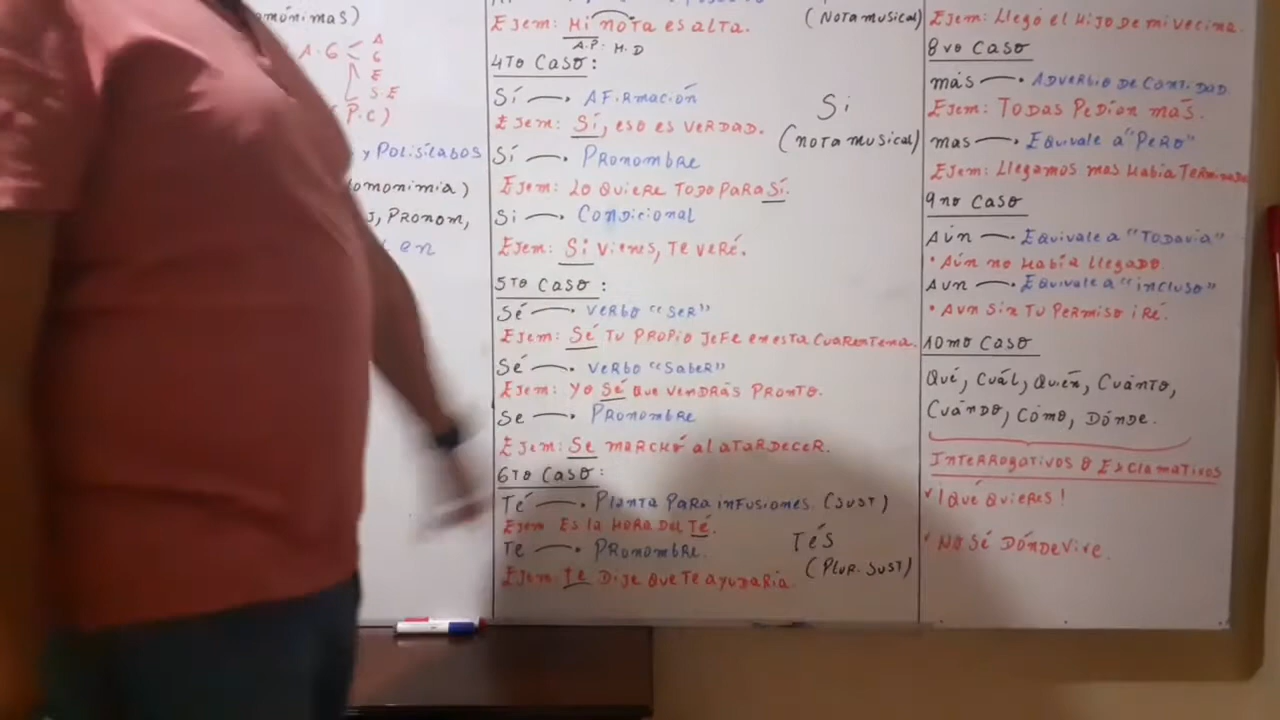 A.G
A
G
E
S.E
P.C)
y Polisílabos
, Pronom,
en
Ejem: Mi nota es alta.
A.P: M.D
(Nota musical)
4to Caso:
Sí → Afirmación
Ejem: Sí, eso es verdad.
Sí → Pronombre
Ejem: Lo quiere todo para sí.
Si → Condicional
Ejem: Si vienes, te veré.
Si
(nota musical)
5to Caso:
Sé → Verbo "Ser"
Ejem: Sé tu propio jefe en esta cuarentena.
Sé → Verbo "Saber"
Ejem: Yo sé que vendrás pronto.
Se → Pronombre
Ejem: Se marchó al atardecer.
6to Caso:
Té → Planta para infusiones (sust)
Ejem Es la hora del té.
Te → Pronombre.
Ejem: Te dije que te ayudaría.
Tés
(Plur. sust)
Ejem: Llegó el hijo de mi vecina.
8vo Caso
más → Adverbio de contidad
Ejem: Todas pedían más.
mas → Equivale a "Pero"
Ejem: Llegamos mas había terminado
9no Caso
Aún → Equivale a "Todavía"
• Aún no había llegado.
Aun → Equivale a "incluso"
• Aun sin tu permiso iré.
10mo Caso
Qué, Cuál, Quién, Cuánto,
Cuándo, Cómo, Dónde.
Interrogativos o Exclamativos
✓ ¡Qué quieres!
✓ No sé dónde vive.